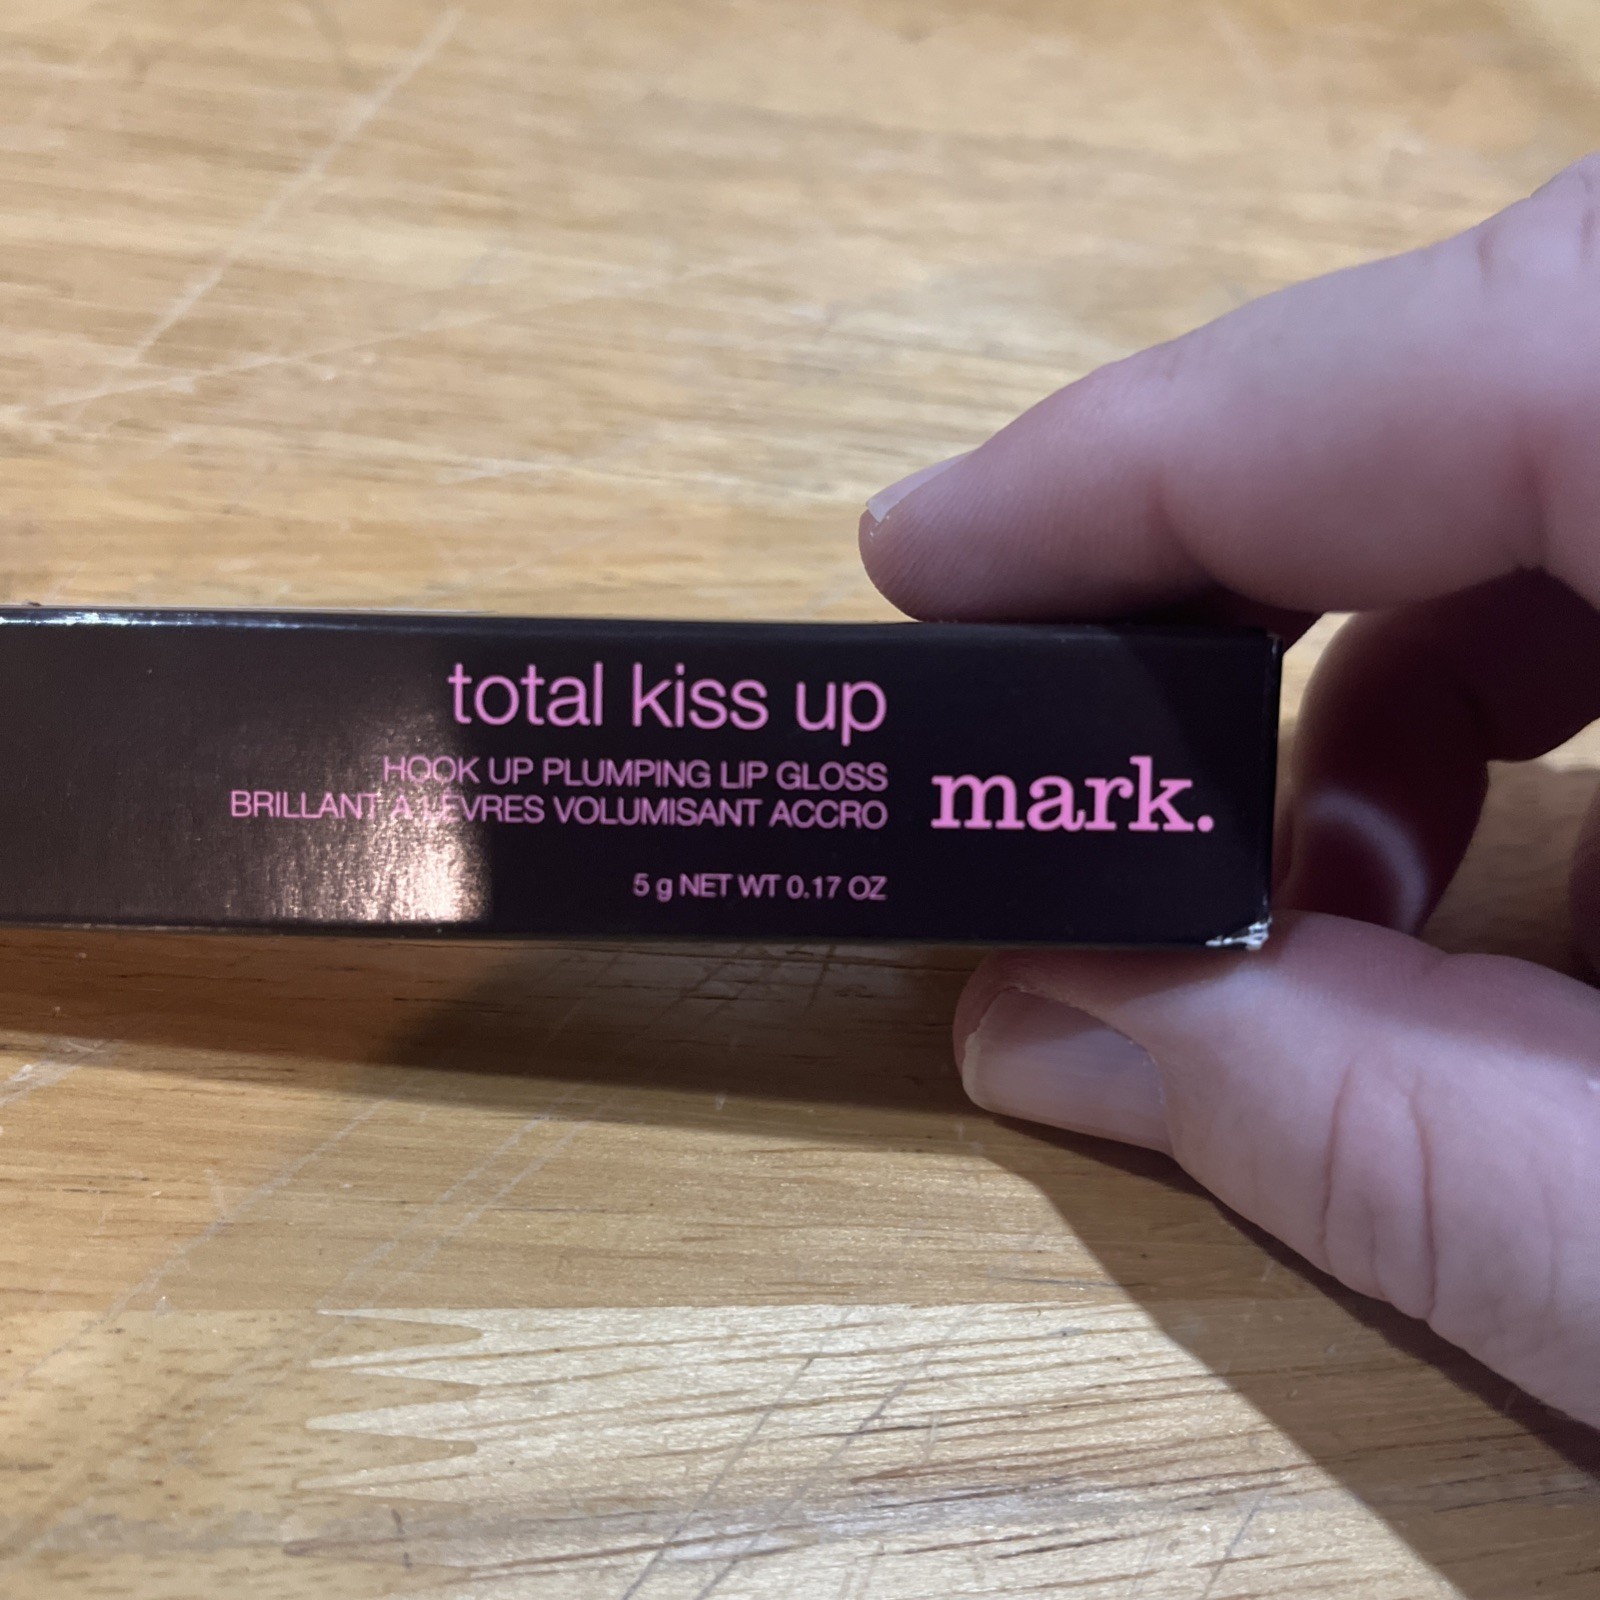 total kiss up
HOOK UP PLUMPING LIP GLOSS
BRILLANT À LÈVRES VOLUMISANT ACCRO
mark.
5 g NET WT 0.17 OZ